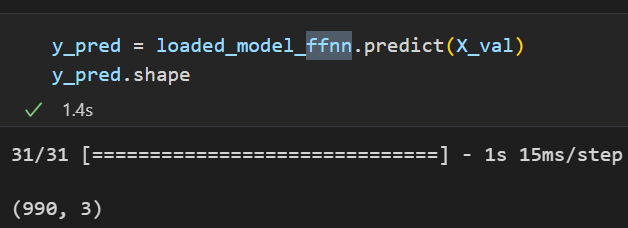 y_pred = loaded_model_ffnn.predict(X_val)
y_pred.shape
✓ 1.4s
31/31 [==============================] - 1s 15ms/step
(990, 3)